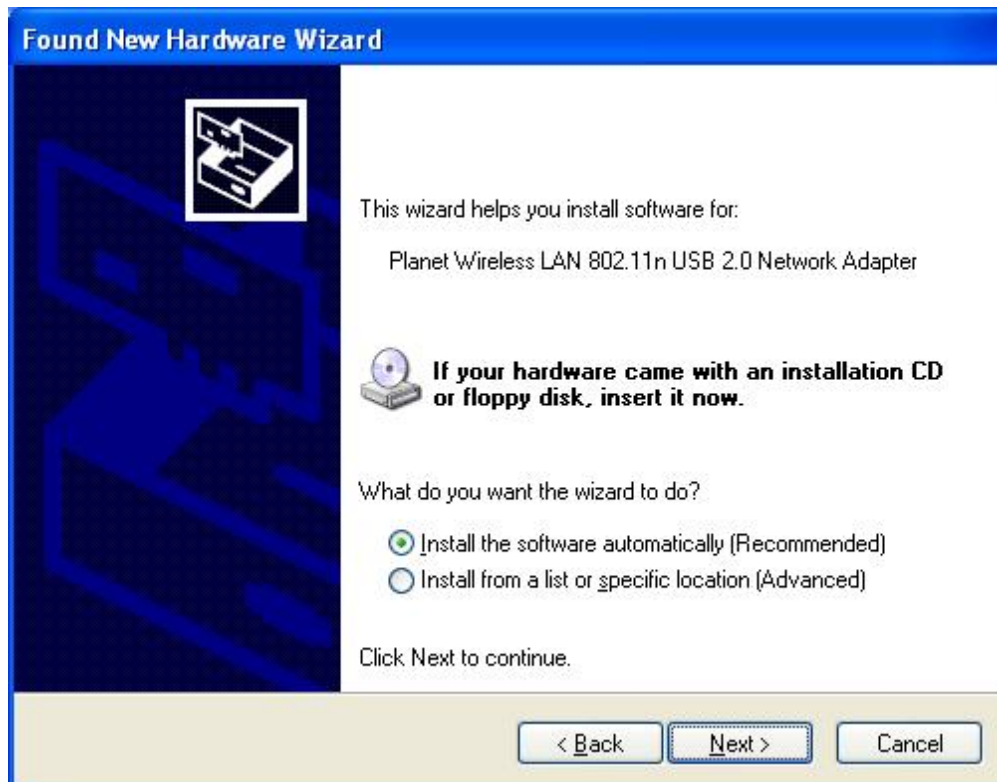 Found New Hardware Wizard
This wizard helps you install software for:
Planet Wireless LAN 802.11n USB 2.0 Network Adapter
If your hardware came with an installation CD
or floppy disk, insert it now.
What do you want the wizard to do?
Install the software automatically (Recommended)
Install from a list or specific location (Advanced)
Click Next to continue.
< Back Next > Cancel